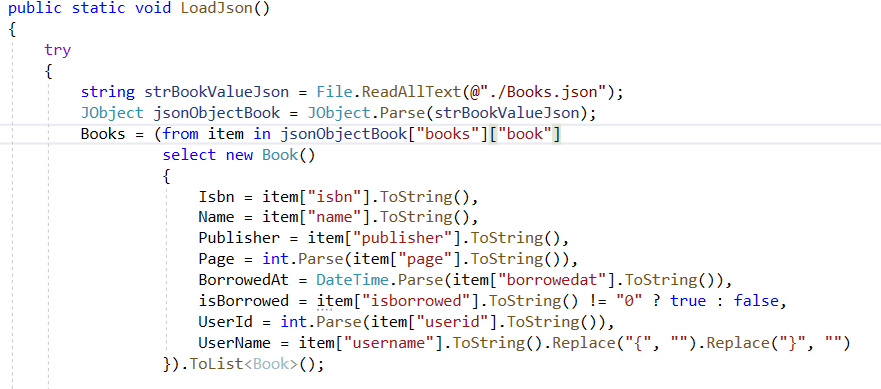 public static void LoadJson()
{
try
{
string strBookValueJson = File.ReadAllText(@"./Books.json");
JObject jsonObjectBook = JObject.Parse(strBookValueJson);
Books = (from item in jsonObjectBook["books"]["book"]
select new Book()
{
Isbn = item["isbn"].ToString(),
Name = item["name"].ToString(),
Publisher = item["publisher"].ToString(),
Page = int.Parse(item["page"].ToString()),
BorrowedAt = DateTime.Parse(item["borrowedat"].ToString()),
isBorrowed = item["isborrowed"].ToString() != "0" ? true : false,
UserId = int.Parse(item["userid"].ToString()),
UserName = item["username"].ToString().Replace("{", "").Replace("}", "")
}).ToList<Book>();